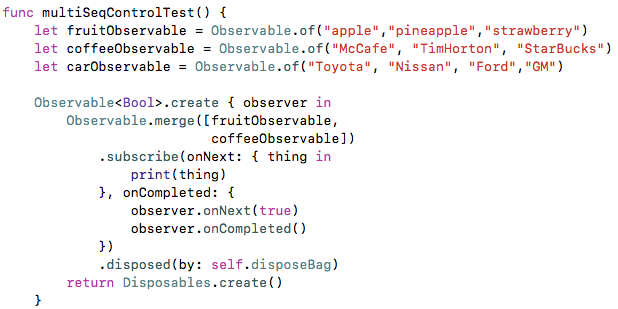 func multiSeqControlTest() {
    let fruitObservable = Observable.of("apple","pineapple","strawberry")
    let coffeeObservable = Observable.of("McCafe", "TimHorton", "StarBucks")
    let carObservable = Observable.of("Toyota", "Nissan", "Ford","GM")

    Observable<Bool>.create { observer in
        Observable.merge([fruitObservable,
                          coffeeObservable])
            .subscribe(onNext: { thing in
                print(thing)
            }, onCompleted: {
                observer.onNext(true)
                observer.onCompleted()
            })
            .disposed(by: self.disposeBag)
        return Disposables.create()
    }